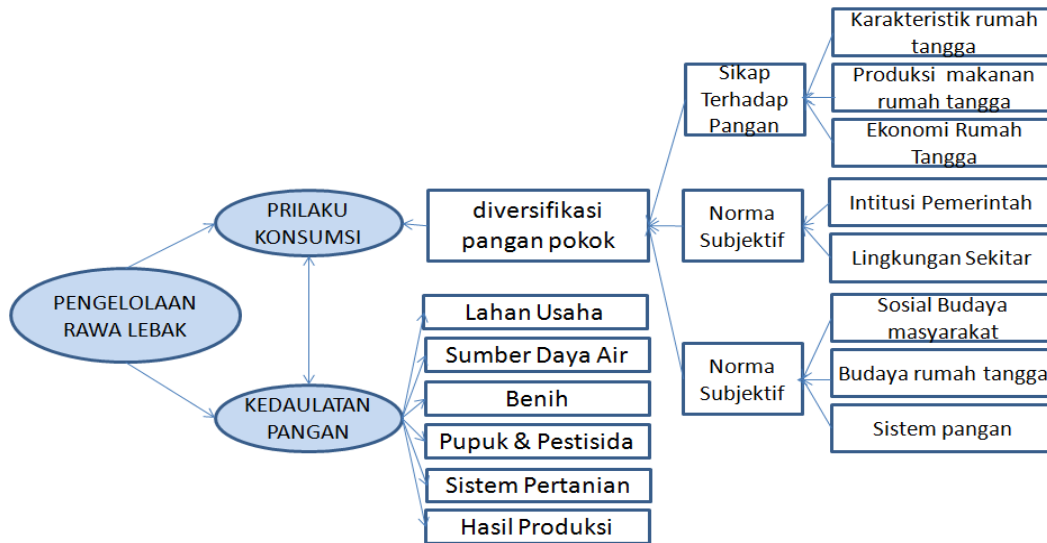 PENGELOLAAN
RAWA LEBAK
PRILAKU
KONSUMSI
KEDAULATAN
PANGAN
diversifikasi
pangan pokok
Lahan Usaha
Sumber Daya Air
Benih
Pupuk & Pestisida
Sistem Pertanian
Hasil Produksi
Sikap
Terhadap
Pangan
Norma
Subjektif
Norma
Subjektif
Karakteristik rumah
tangga
Produksi makanan
rumah tangga
Ekonomi Rumah
Tangga
Intitusi Pemerintah
Lingkungan Sekitar
Sosial Budaya
masyarakat
Budaya rumah tangga
Sistem pangan